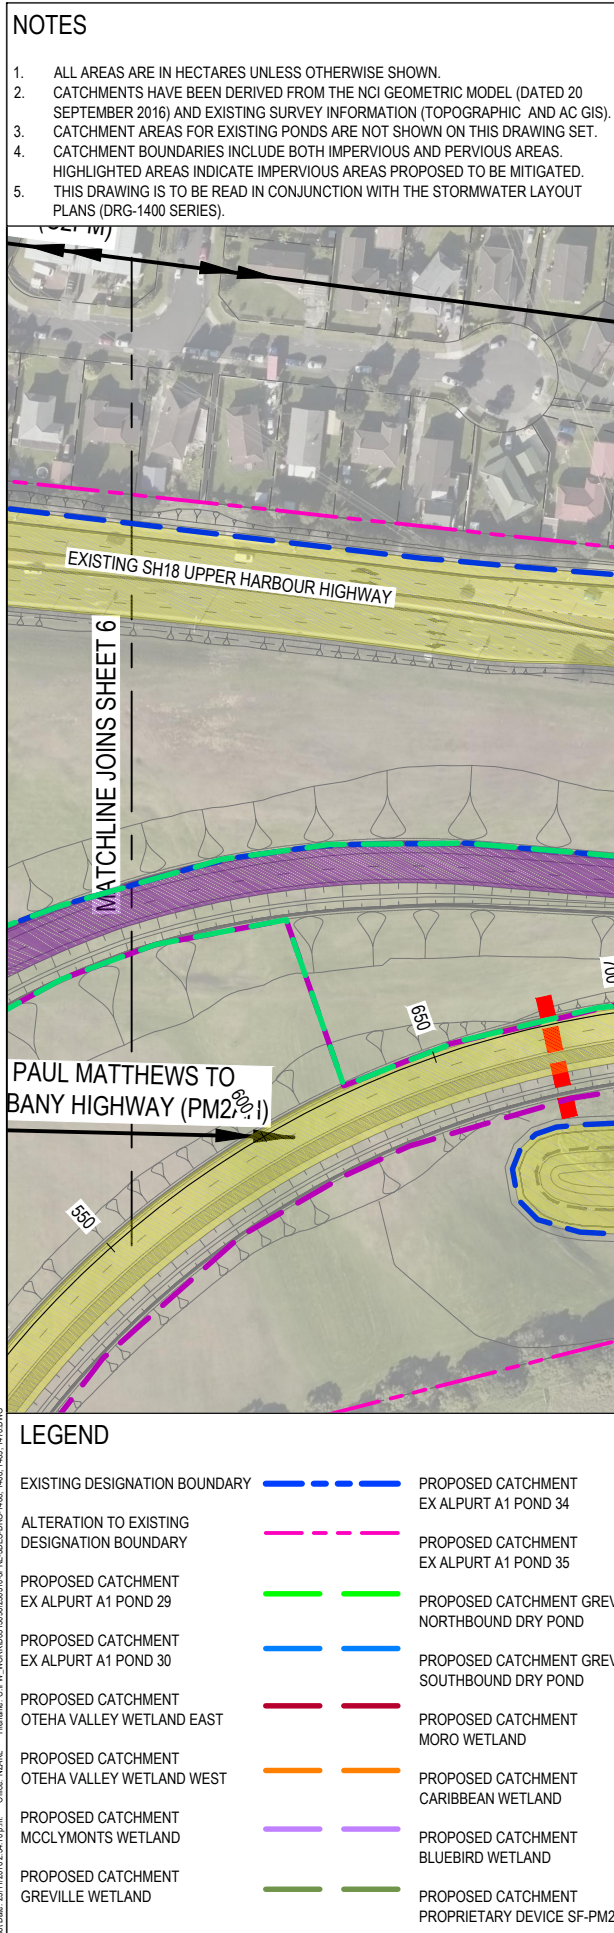 NOTES
1. ALL AREAS ARE IN HECTARES UNLESS OTHERWISE SHOWN.
2. CATCHMENTS HAVE BEEN DERIVED FROM THE NCI GEOMETRIC MODEL (DATED 20
SEPTEMBER 2016) AND EXISTING SURVEY INFORMATION (TOPOGRAPHIC AND AC GIS).
3. CATCHMENT AREAS FOR EXISTING PONDS ARE NOT SHOWN ON THIS DRAWING SET.
4. CATCHMENT BOUNDARIES INCLUDE BOTH IMPERVIOUS AND PERVIOUS AREAS.
HIGHLIGHTED AREAS INDICATE IMPERVIOUS AREAS PROPOSED TO BE MITIGATED.
5. THIS DRAWING IS TO BE READ IN CONJUNCTION WITH THE STORMWATER LAYOUT
PLANS (DRG-1400 SERIES).
EXISTING SH18 UPPER HARBOUR HIGHWAY
MATCHLINE JOINS SHEET 6
700
650
PAUL MATTHEWS TO
BANY HIGHWAY
600
550
LEGEND
EXISTING DESIGNATION BOUNDARY
ALTERATION TO EXISTING
DESIGNATION BOUNDARY
PROPOSED CATCHMENT
EX ALPURT A1 POND 29
PROPOSED CATCHMENT
EX ALPURT A1 POND 30
PROPOSED CATCHMENT
OTEHA VALLEY WETLAND EAST
PROPOSED CATCHMENT
OTEHA VALLEY WETLAND WEST
PROPOSED CATCHMENT
MCCLYMONTS WETLAND
PROPOSED CATCHMENT
GREVILLE WETLAND
PROPOSED CATCHMENT
EX ALPURT A1 POND 34
PROPOSED CATCHMENT
EX ALPURT A1 POND 35
PROPOSED CATCHMENT GREV
NORTHBOUND DRY POND
PROPOSED CATCHMENT GREV
SOUTHBOUND DRY POND
PROPOSED CATCHMENT
MORO WETLAND
PROPOSED CATCHMENT
CARIBBEAN WETLAND
PROPOSED CATCHMENT
BLUEBIRD WETLAND
PROPOSED CATCHMENT
PROPRIETARY DEVICE SF-PM2